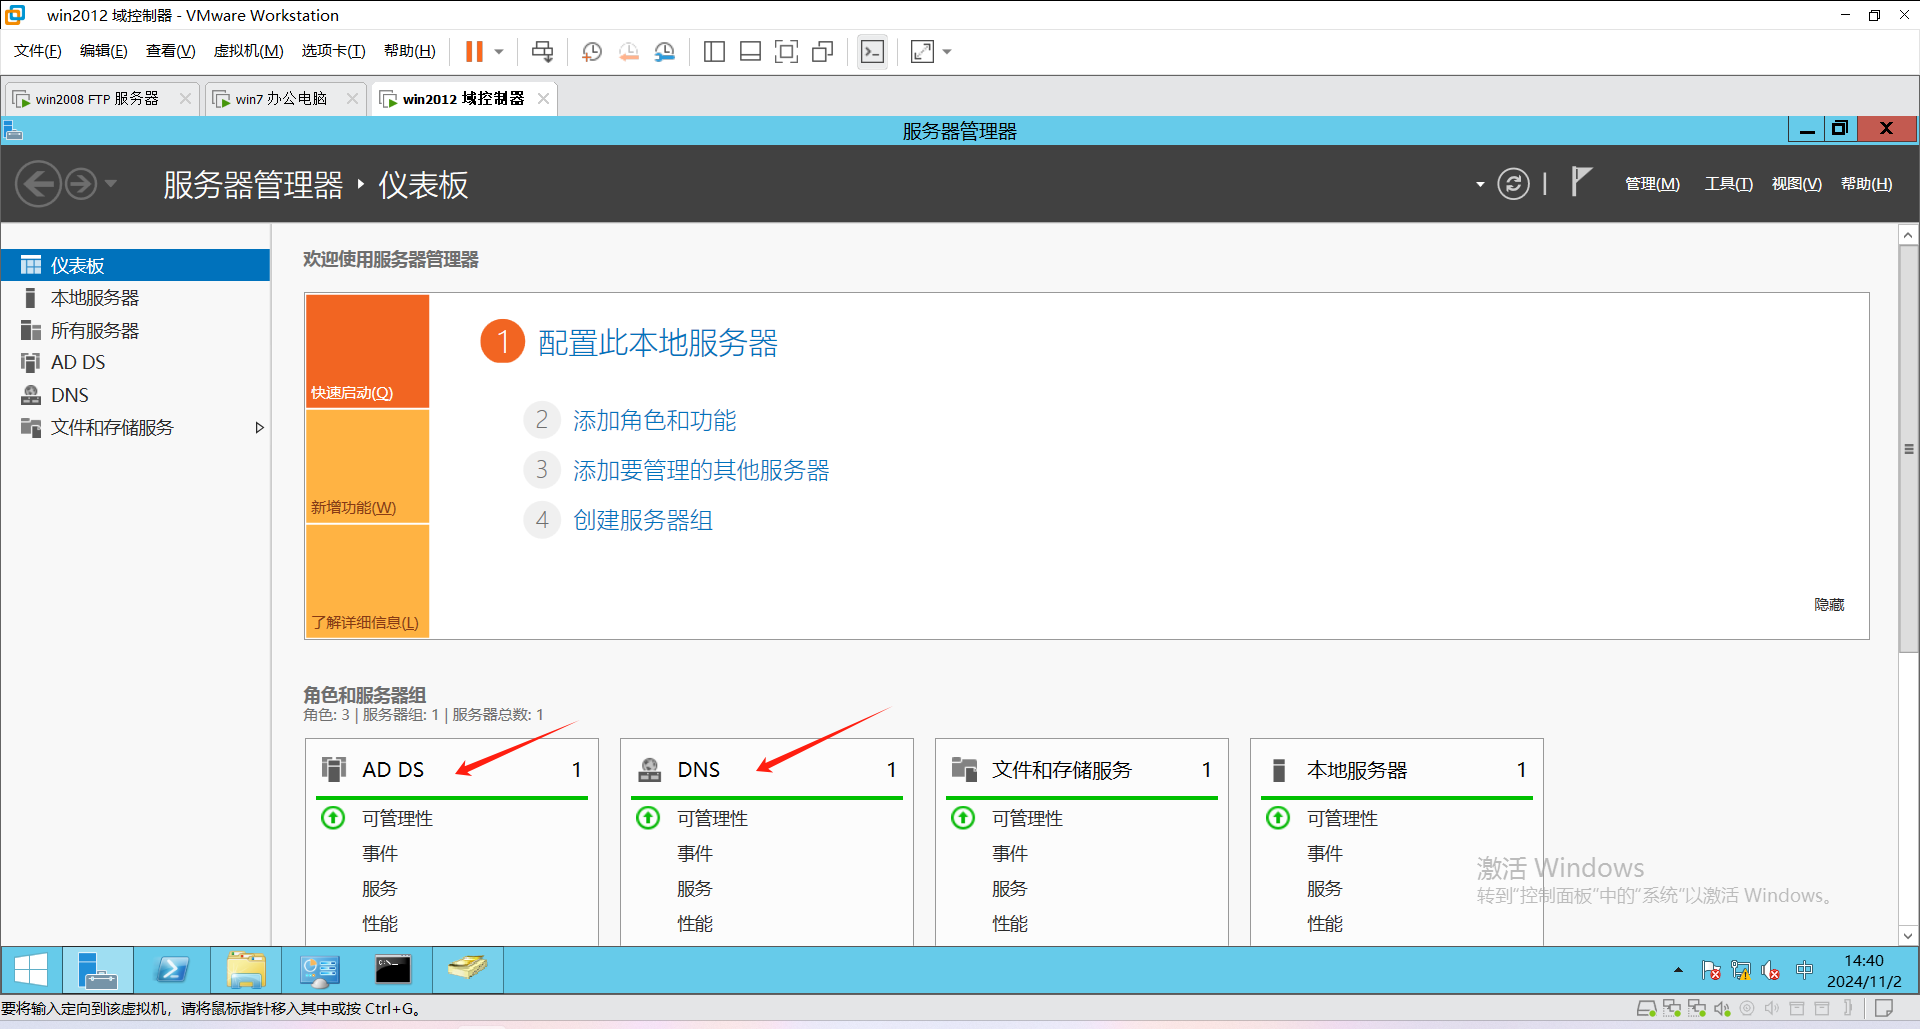 win2012 域控制器 - VMware Workstation
文件(F) 编辑(E) 查看(V) 虚拟机(M) 选项卡(T) 帮助(H)
win2008 FTP 服务器 win7 办公电脑 win2012 域控制器
服务器管理器
服务器管理器 仪表板 管理(M) 工具(T) 视图(V) 帮助(H)
仪表板
本地服务器
所有服务器
AD DS
DNS
文件和存储服务
欢迎使用服务器管理器
快速启动(Q)
新增功能(W)
了解详细信息(L)
1 配置此本地服务器
2 添加角色和功能
3 添加要管理的其他服务器
4 创建服务器组
隐藏
角色和服务器组
角色: 3 | 服务器组: 1 | 服务器总数: 1
AD DS 1
可管理性
事件
服务
性能
DNS 1
可管理性
事件
服务
性能
文件和存储服务 1
可管理性
事件
服务
性能
本地服务器 1
可管理性
事件
服务
性能
激活 Windows
转到"控制面板"中的"系统"以激活 Windows。
中
14:40
2024/11/2
要将输入定向到该虚拟机，请将鼠标指针移入其中或按 Ctrl+G。